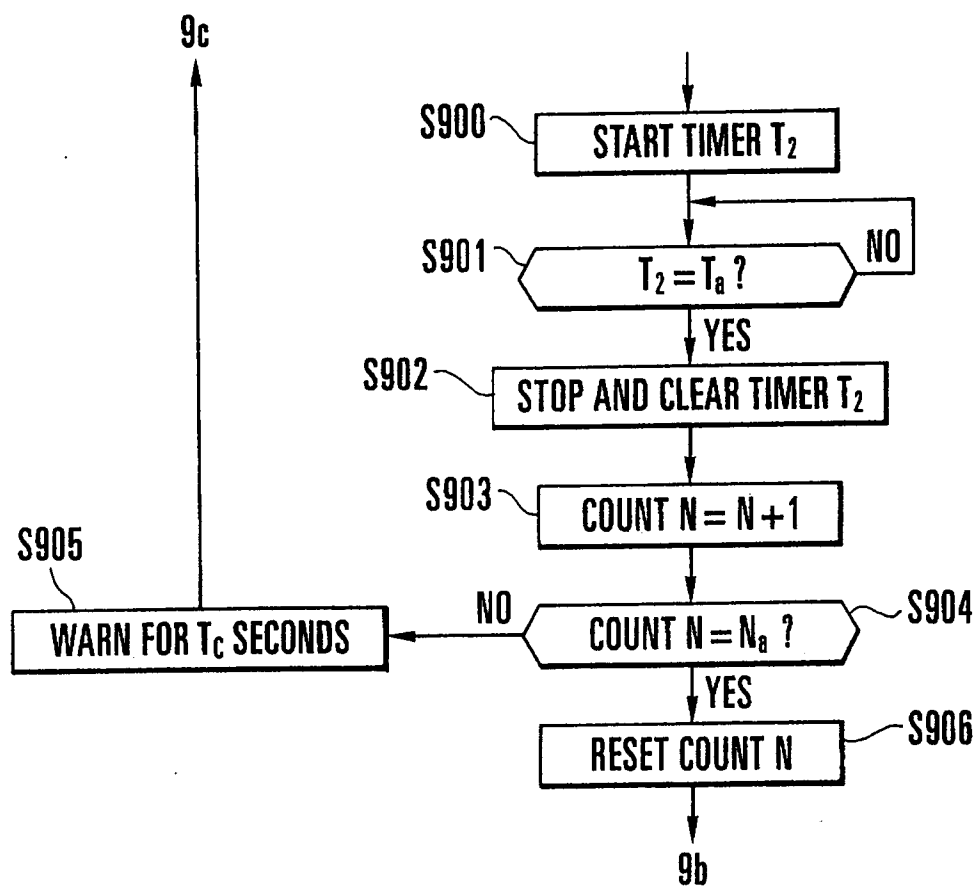 9c
S900
START TIMER T₂
S901
T₂ = Tₐ ?
NO
YES
S902
STOP AND CLEAR TIMER T₂
S903
COUNT N = N + 1
S905
WARN FOR T_C SECONDS
NO
COUNT N = Nₐ ?
S904
YES
RESET COUNT N
S906
9b